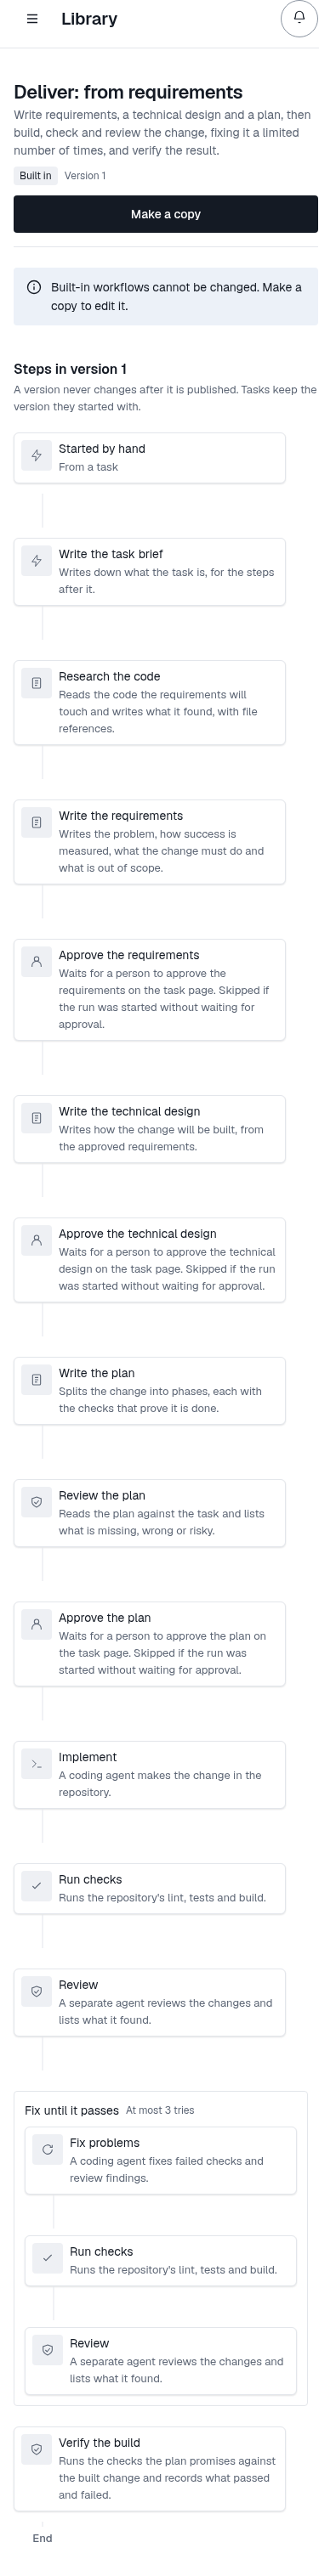 Library
Deliver: from requirements
Write requirements, a technical design and a plan, then
build, check and review the change, fixing it a limited
number of times, and verify the result.
Built in Version 1
Make a copy
Built-in workflows cannot be changed. Make a
copy to edit it.
Steps in version 1
A version never changes after it is published. Tasks keep the
version they started with.
Started by hand
From a task
Write the task brief
Writes down what the task is, for the steps
after it.
Research the code
Reads the code the requirements will
touch and writes what it found, with file
references.
Write the requirements
Writes the problem, how success is
measured, what the change must do and
what is out of scope.
Approve the requirements
Waits for a person to approve the
requirements on the task page. Skipped if
the run was started without waiting for
approval.
Write the technical design
Writes how the change will be built, from
the approved requirements.
Approve the technical design
Waits for a person to approve the technical
design on the task page. Skipped if the run
was started without waiting for approval.
Write the plan
Splits the change into phases, each with
the checks that prove it is done.
Review the plan
Reads the plan against the task and lists
what is missing, wrong or risky.
Approve the plan
Waits for a person to approve the plan on
the task page. Skipped if the run was
started without waiting for approval.
Implement
A coding agent makes the change in the
repository.
Run checks
Runs the repository's lint, tests and build.
Review
A separate agent reviews the changes and
lists what it found.
Fix until it passes At most 3 tries
Fix problems
A coding agent fixes failed checks and
review findings.
Run checks
Runs the repository's lint, tests and build.
Review
A separate agent reviews the changes and
lists what it found.
Verify the build
Runs the checks the plan promises against
the built change and records what passed
and failed.
End